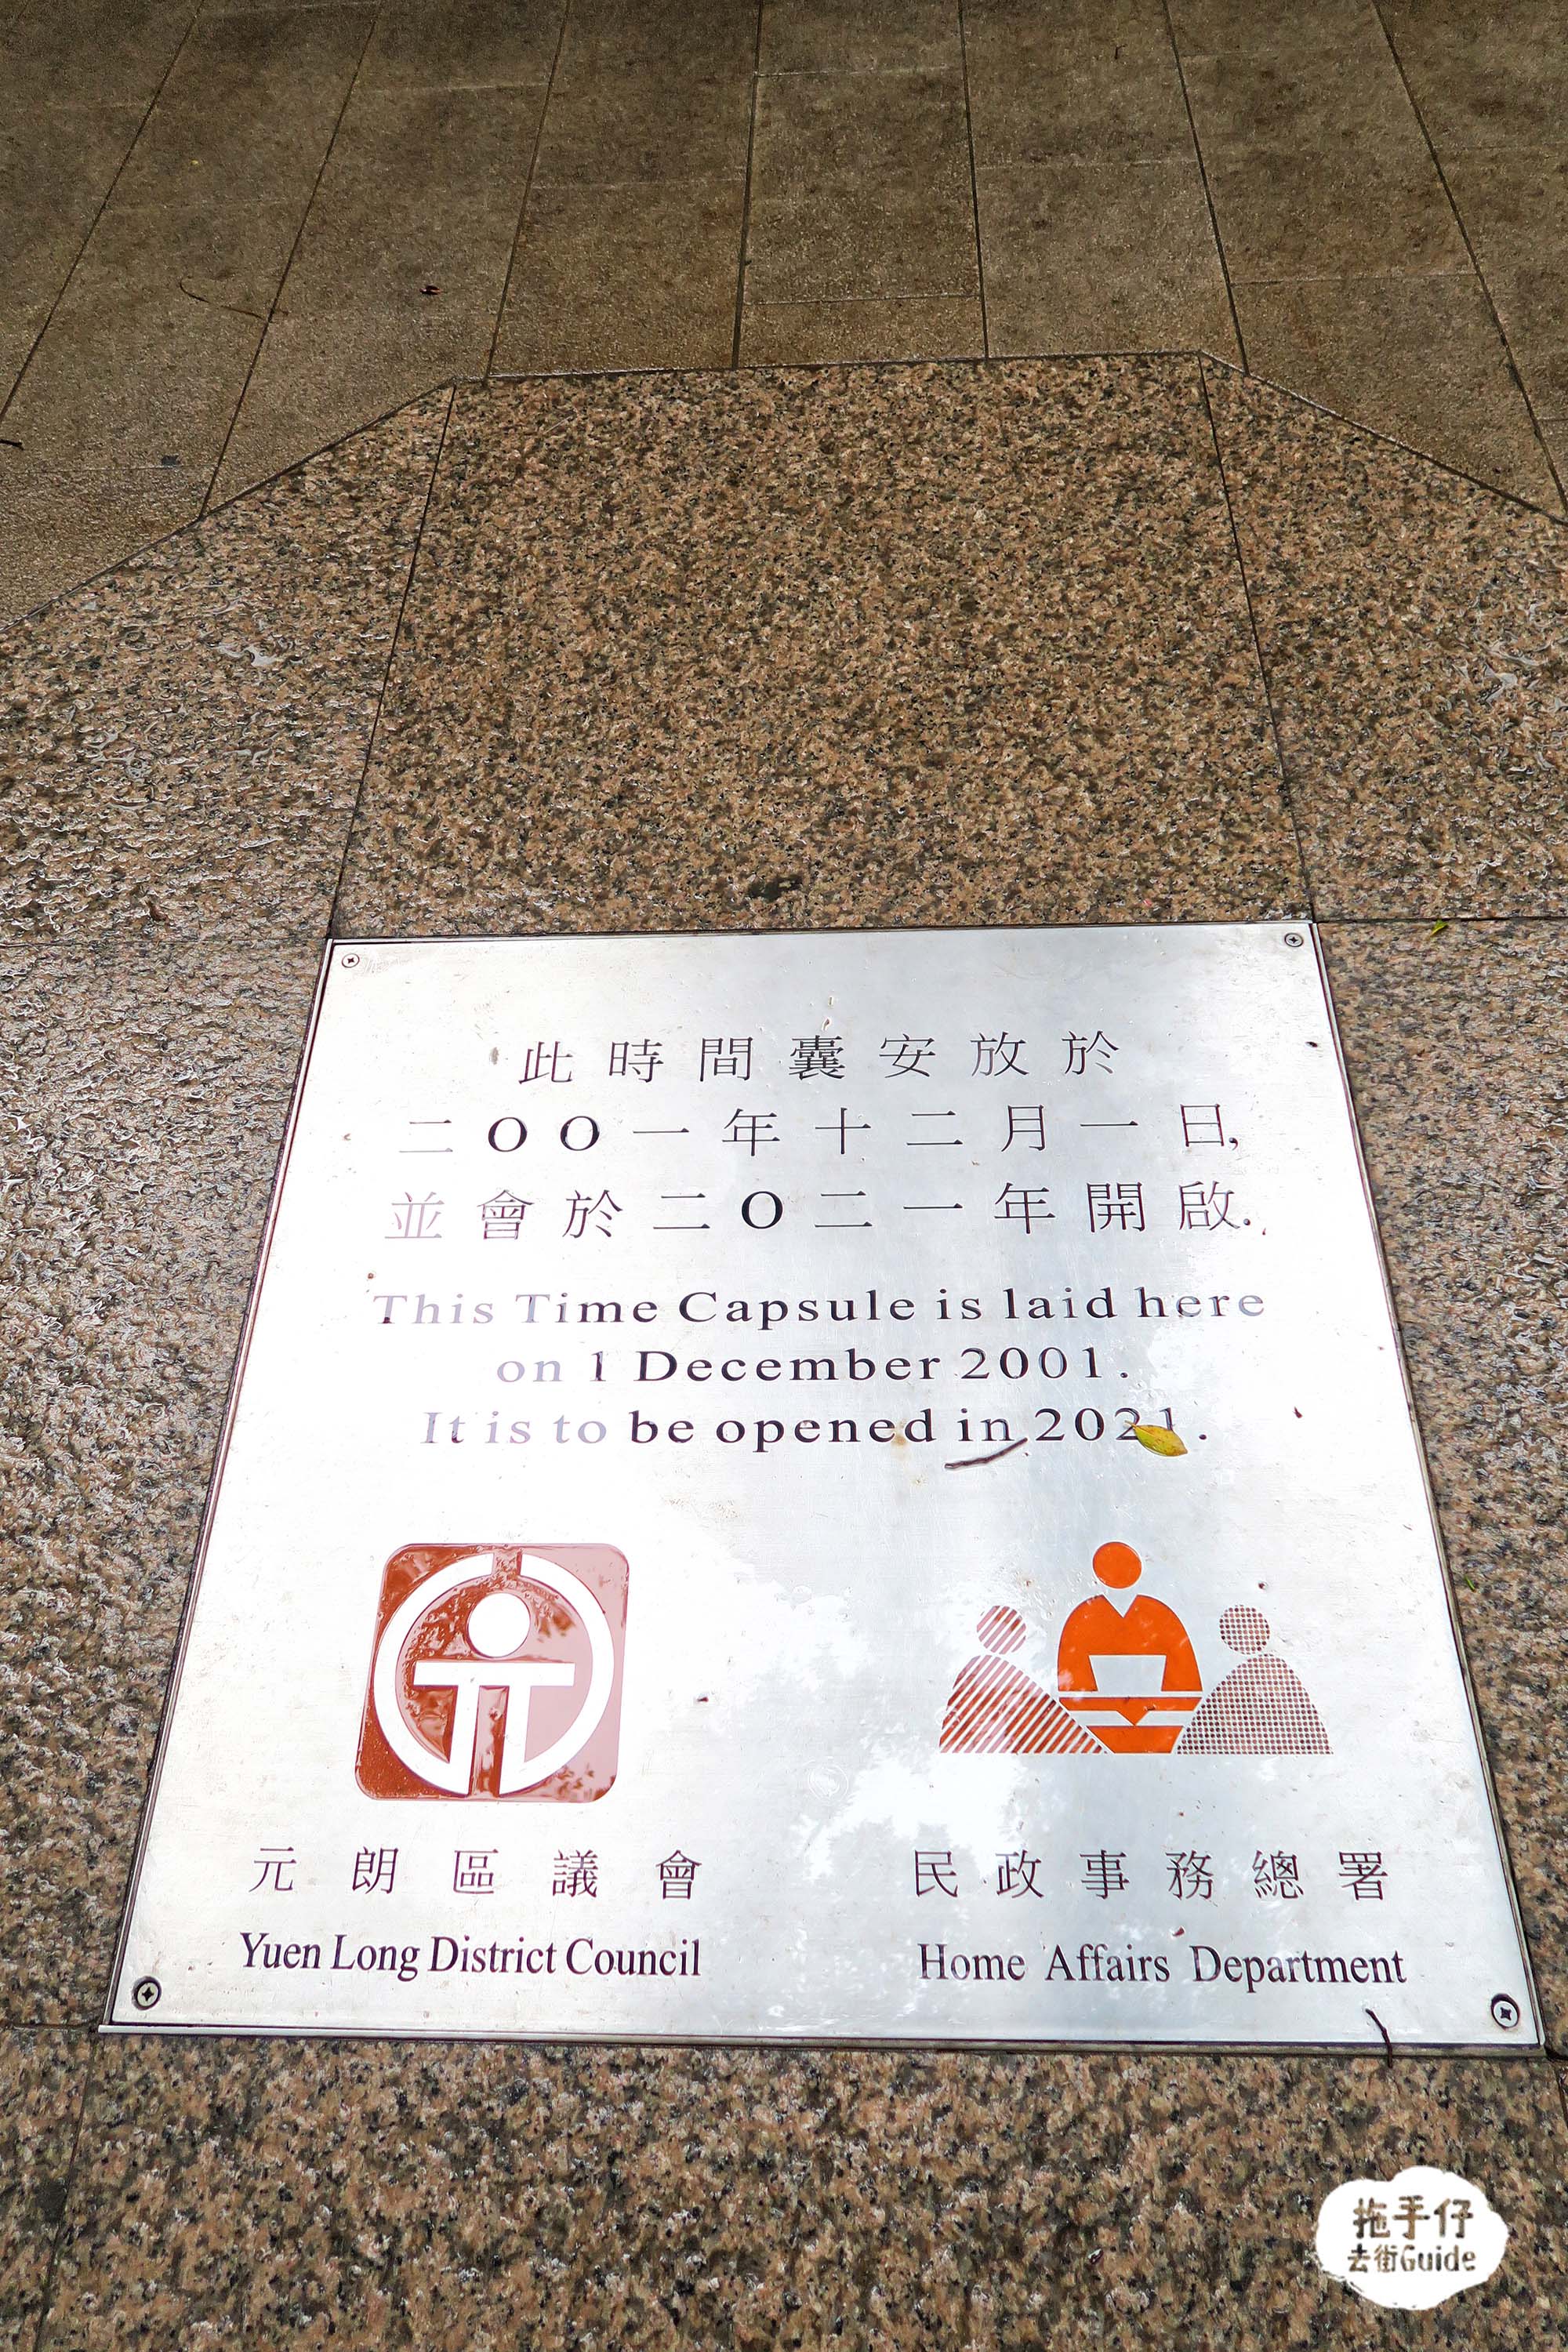 此時間囊安放於
二OO一年十二月一日,
並會於二O二一年開啟.
This Time Capsule is laid here
on 1 December 2001.
It is to be opened in 2021.
元朗區議會
Yuen Long District Council
民政事務總署
Home Affairs Department
拖手仔
去街Guide